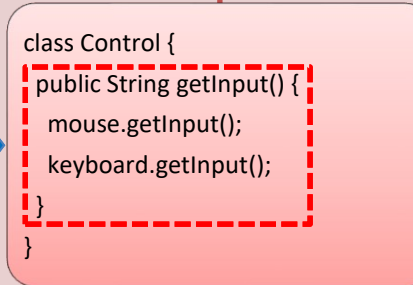 class Control {
public String getInput() {
mouse.getInput();
keyboard.getInput();
}
}